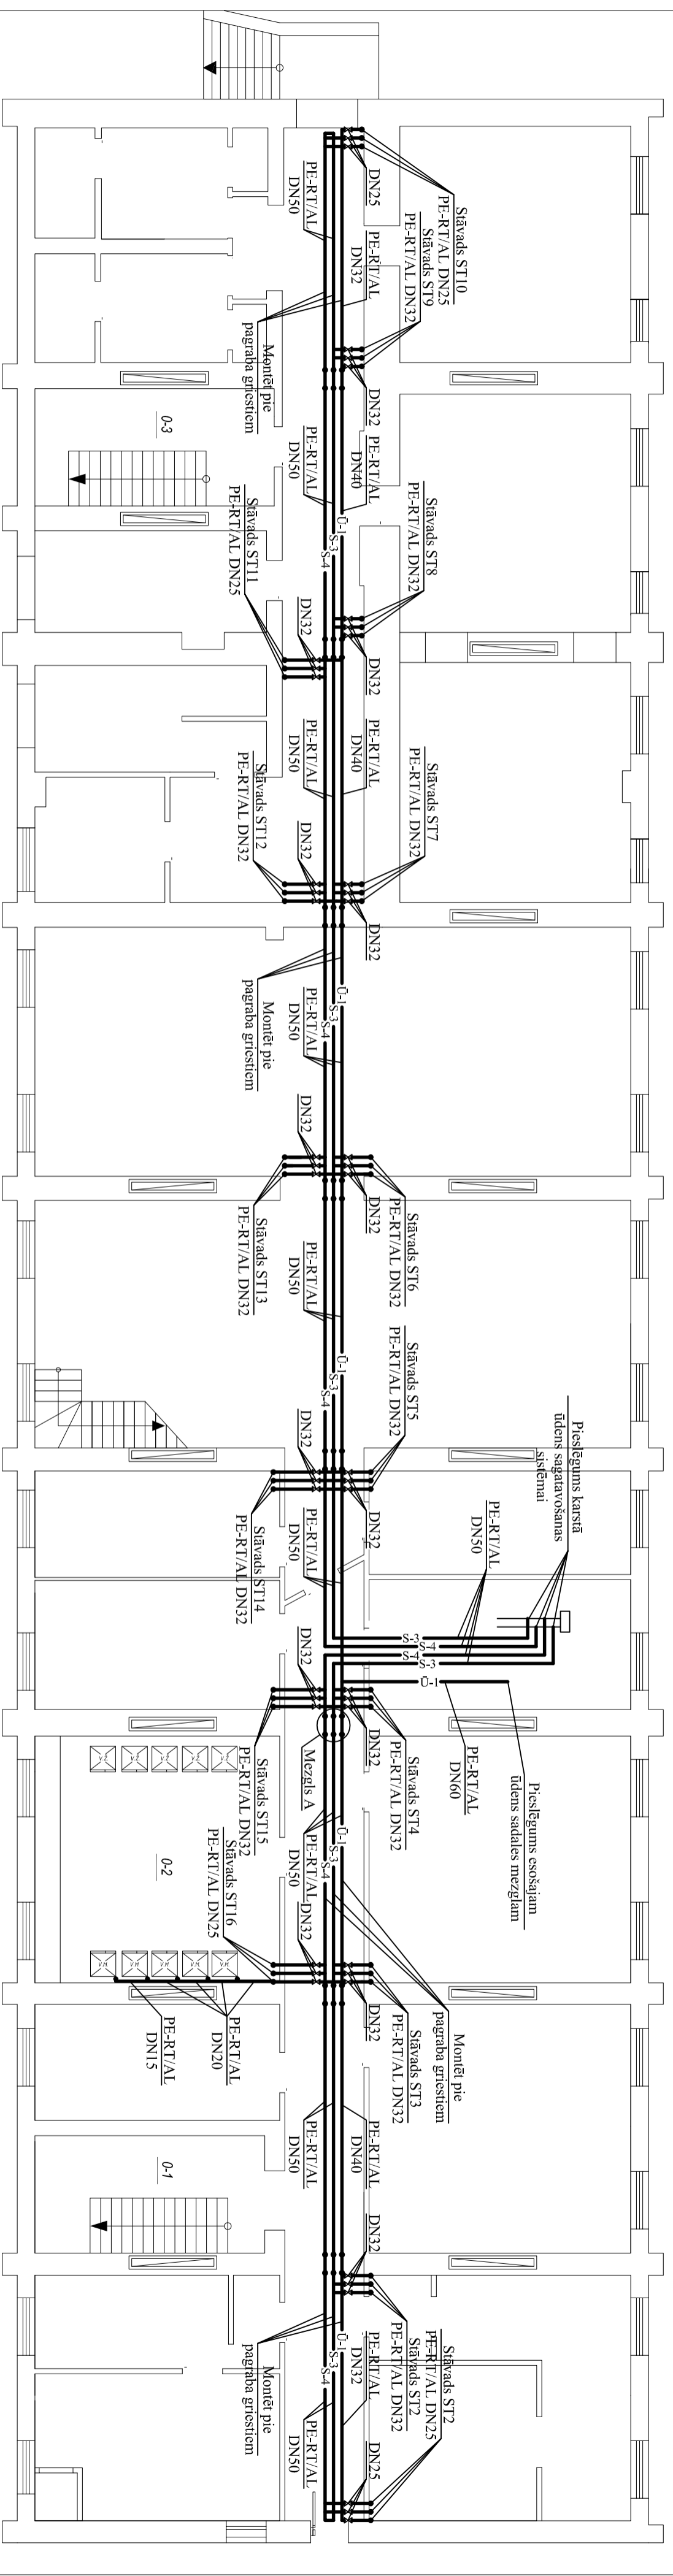 Stāvads ST10
PE-RT/AL DN25
Stāvads ST9
PE-RT/AL DN32
DN25
PE-RT/AL
DN32
PE-RT/AL
DN50
Montēt pie
pagraba griestiem
DN32
0-3
PE-RT/AL
DN40
PE-RT/AL
DN50
Stāvads ST8
PE-RT/AL DN32
Ū-1
S-3
S-4
Stāvads ST11
PE-RT/AL DN25
DN32
DN32
PE-RT/AL
DN40
PE-RT/AL
DN50
Stāvads ST7
PE-RT/AL DN32
Stāvads ST12
PE-RT/AL DN32
DN32
DN32
Ū-1
S-3
S-4
PE-RT/AL
DN50
Montēt pie
pagraba griestiem
DN32
DN32
Stāvads ST6
PE-RT/AL DN32
Stāvads ST13
PE-RT/AL DN32
PE-RT/AL
DN50
Ū-1
S-3
S-4
Stāvads ST5
PE-RT/AL DN32
DN32
DN32
Stāvads ST14
PE-RT/AL DN32
PE-RT/AL
DN50
Pieslēgums karstā
ūdens sagatavošanas
sistēmai
PE-RT/AL
DN50
S-3
S-4
S-4
S-3
Ū-1
PE-RT/AL
DN60
Pieslēgums esošajam
ūdens sadales mezglam
DN32
DN32
Stāvads ST4
PE-RT/AL DN32
Mezgls A
Stāvads ST15
PE-RT/AL DN32
Stāvads ST16
PE-RT/AL DN25
0-2
Ū-1
S-3
S-4
PE-RT/AL
DN50
DN32
DN32
Stāvads ST3
PE-RT/AL DN32
Montēt pie
pagraba griestiem
PE-RT/AL
DN20
PE-RT/AL
DN15
PE-RT/AL
DN40
PE-RT/AL
DN50
0-1
DN32
Stāvads ST2
PE-RT/AL DN25
Stāvads ST2
PE-RT/AL DN32
Ū-1
S-3
S-4
PE-RT/AL
DN32
PE-RT/AL
DN50
Montēt pie
pagraba griestiem
DN25